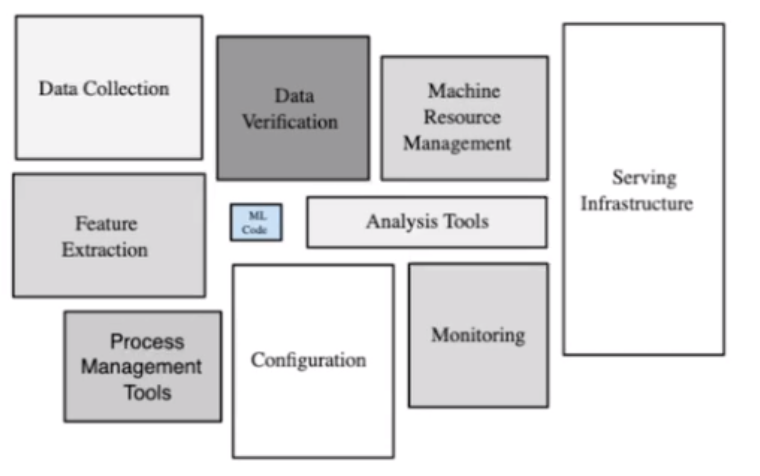 Data Collection
Data
Verification
Machine
Resource
Management
Serving
Infrastructure
Feature
Extraction
ML
Code
Analysis Tools
Process
Management
Tools
Configuration
Monitoring